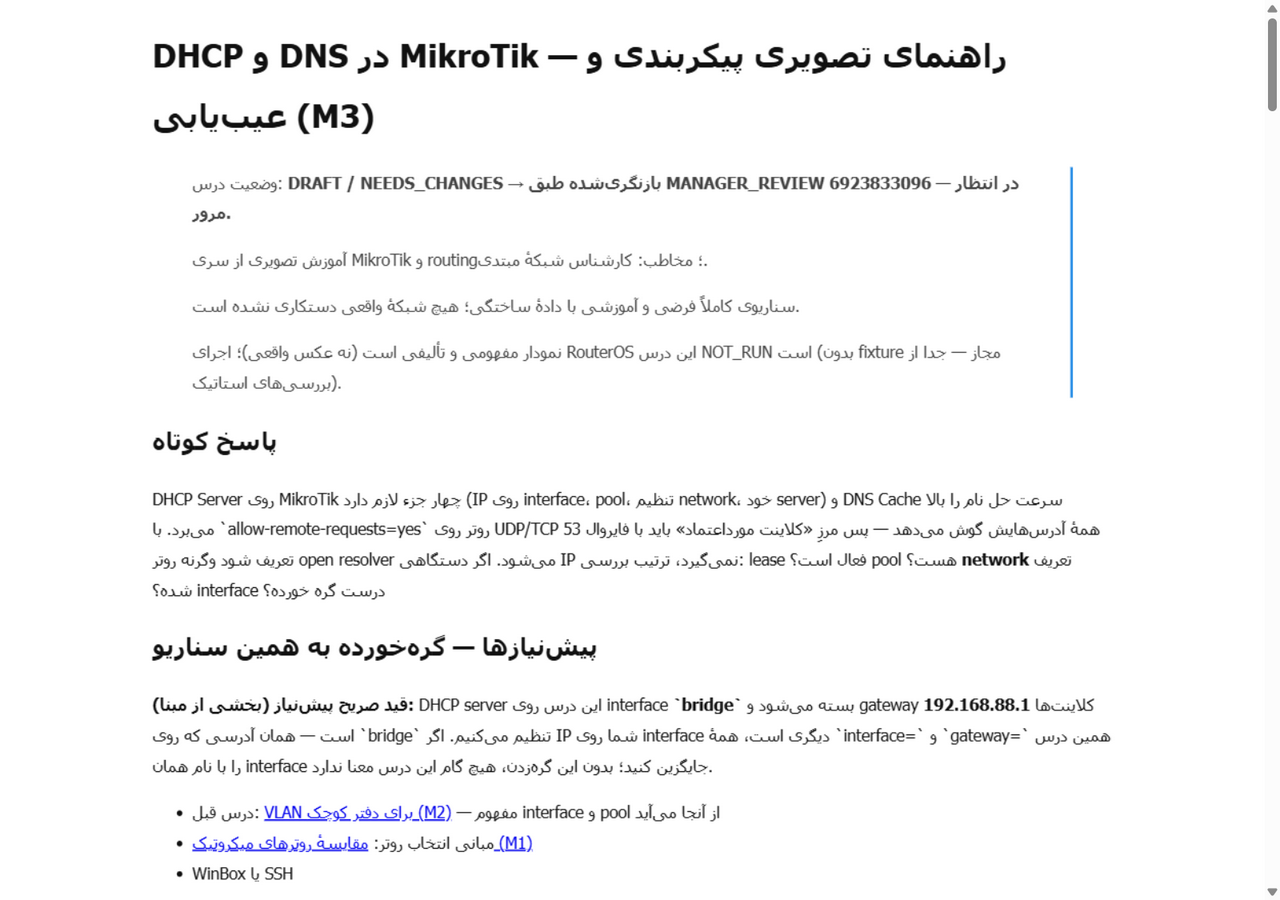 DHCP و DNS در MikroTik — راهنمای تصویری پیکربندی و
عیب‌یابی (M3)
وضعیت درس: DRAFT / NEEDS_CHANGES → بازنگری‌شده طبق MANAGER_REVIEW 6923833096 — در انتظار
مرور.
آموزش تصویری از سری MikroTik و routing؛ مخاطب: کارشناس شبکهٔ مبتدی.
سناریوی کاملاً فرضی و آموزشی با دادهٔ ساختگی؛ هیچ شبکهٔ واقعی دستکاری نشده است.
نمودار مفهومی و تألیفی است (نه عکس واقعی)؛ اجرای RouterOS این درس NOT_RUN است (بدون fixture مجاز — جدا از
بررسی‌های استاتیک).
پاسخ کوتاه
DHCP Server روی MikroTik چهار جزء لازم دارد (IP روی interface، pool، تنظیم network، خود server) و DNS Cache سرعت حل نام را بالا
می‌برد. با `allow-remote-requests=yes` روتر روی UDP/TCP 53 همهٔ آدرس‌هایش گوش می‌دهد — پس مرزِ «کلاینت مورداعتماد» باید با فایروال
تعریف شود وگرنه روتر open resolver می‌شود. اگر دستگاهی IP نمی‌گیرد، ترتیب بررسی: lease فعال است؟ pool هست؟ network تعریف
شده؟ interface درست گره خورده؟
پیش‌نیازها — گره‌خورده به همین سناریو
قید صریح پیش‌نیاز (بخشی از مبنا): DHCP server این درس روی interface `bridge` بسته می‌شود و gateway کلاینت‌ها 192.168.88.1
است — همان آدرسی که روی `bridge` تنظیم می‌کنیم. اگر IP شما روی interface دیگری است، همهٔ `interface=` و `gateway=` همین درس
را با نام همان interface جایگزین کنید؛ بدون این گره‌زدن، هیچ گام این درس معنا ندارد.
• درس قبل: VLAN برای دفتر کوچک (M2) — مفهوم interface و pool از آنجا می‌آید
• مبانی انتخاب روتر: مقایسهٔ روترهای میکروتیک (M1)
• WinBox یا SSH